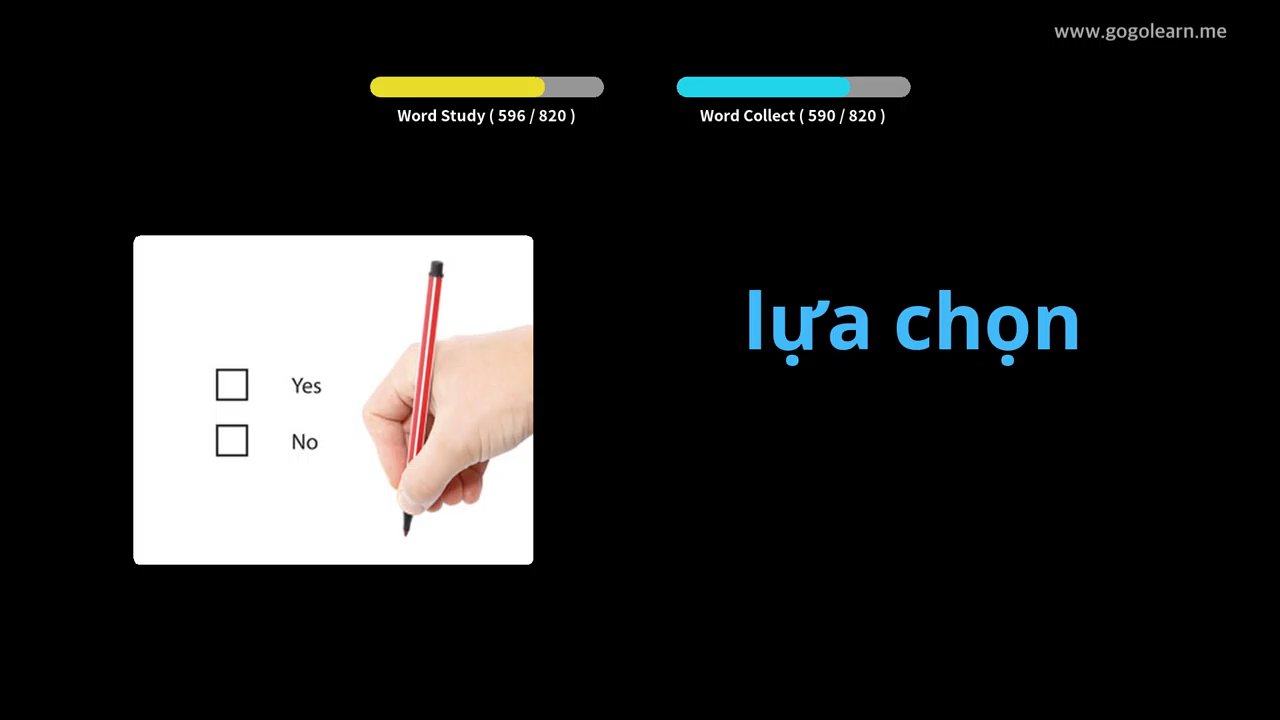 www.gogolearn.me
Word Study ( 596 / 820 )
Word Collect ( 590 / 820 )
Yes
No
lựa chọn